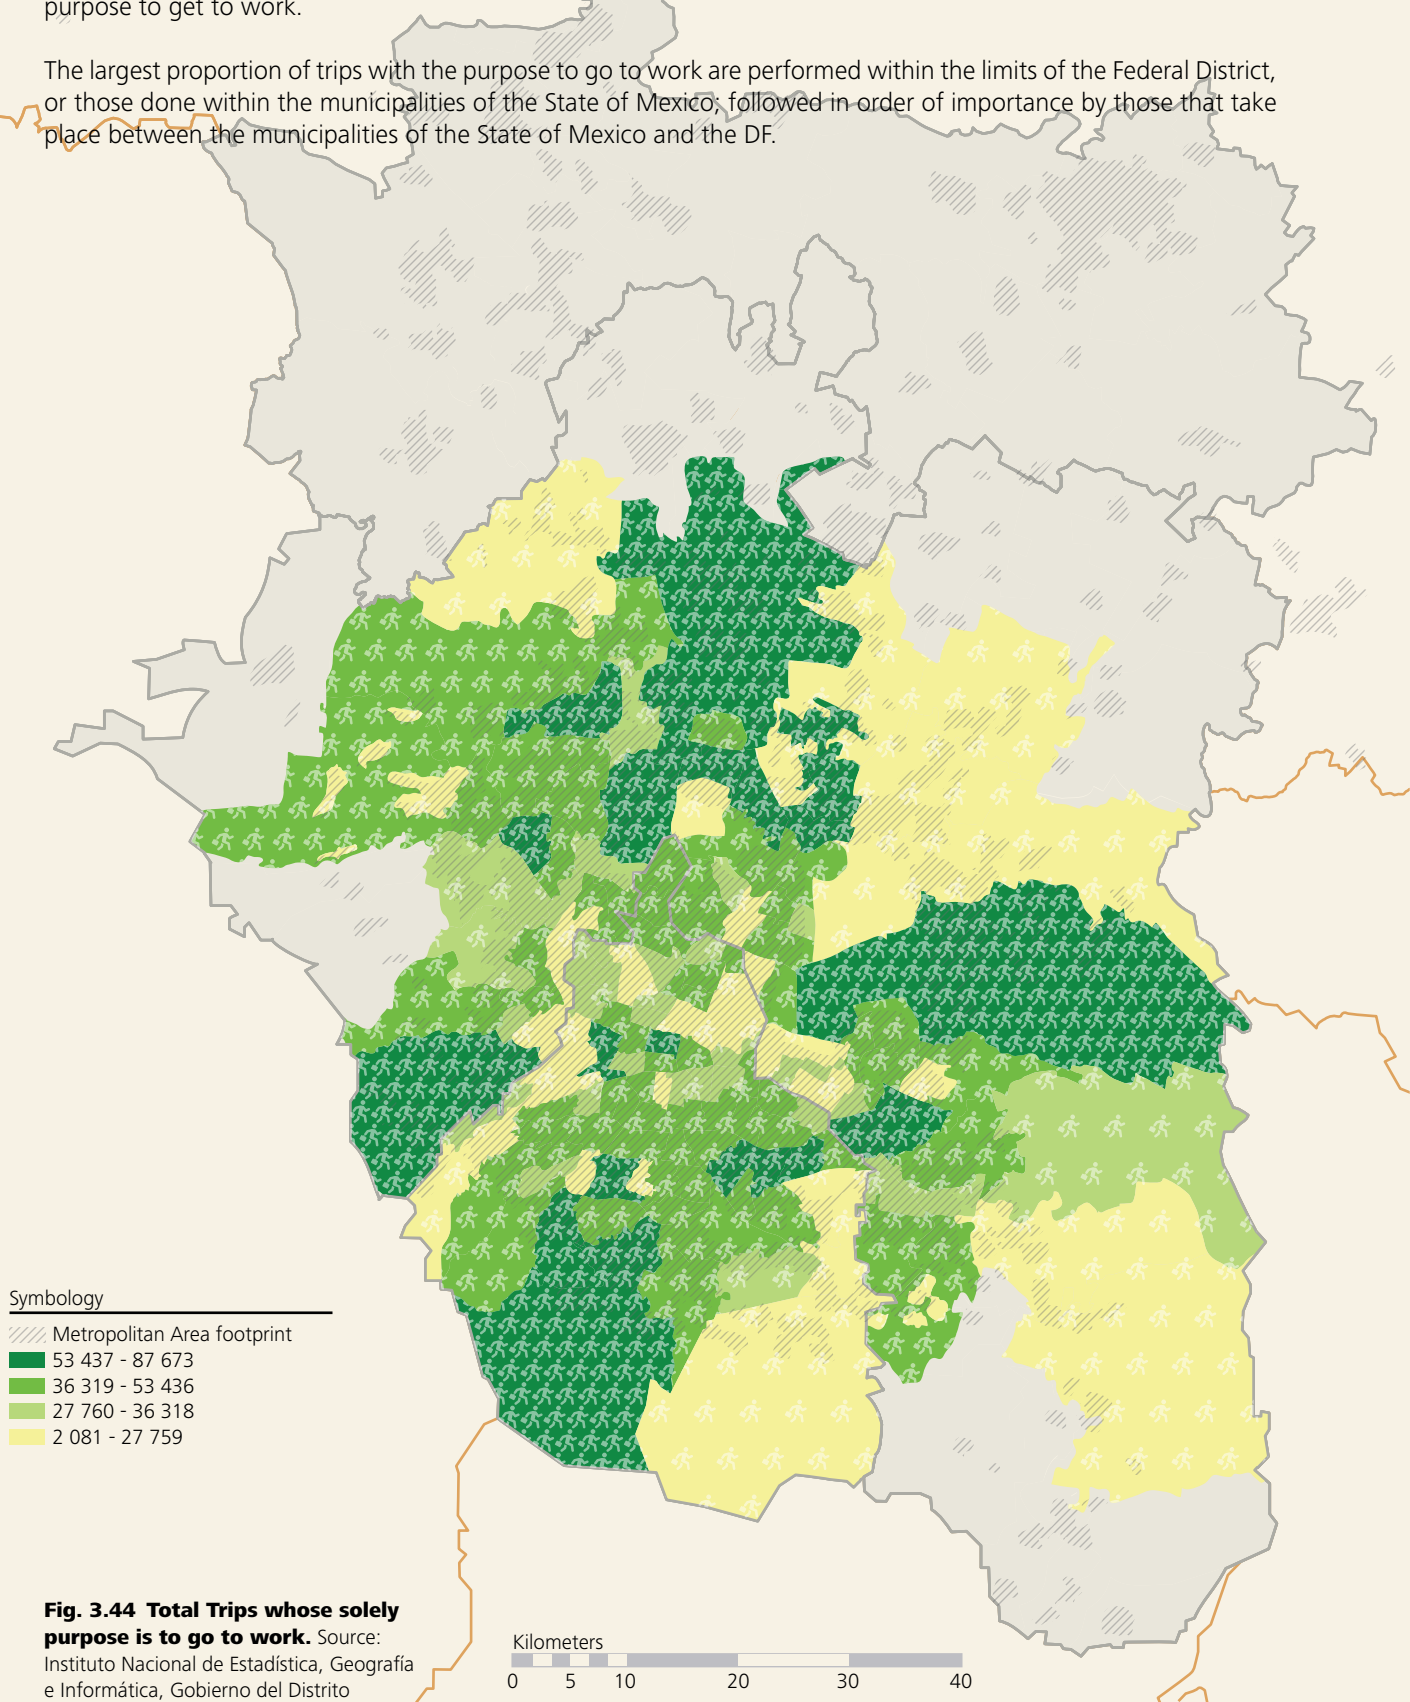 purpose to get to work.
The largest proportion of trips with the purpose to go to work are performed within the limits of the Federal District,
or those done within the municipalities of the State of Mexico; followed in order of importance by those that take
place between the municipalities of the State of Mexico and the DF.
Symbology
Metropolitan Area footprint
53 437 - 87 673
36 319 - 53 436
27 760 - 36 318
2 081 - 27 759
Fig. 3.44 Total Trips whose solely
purpose is to go to work. Source:
Instituto Nacional de Estadística, Geografía
e Informática, Gobierno del Distrito
Kilometers
0 5 10 20 30 40